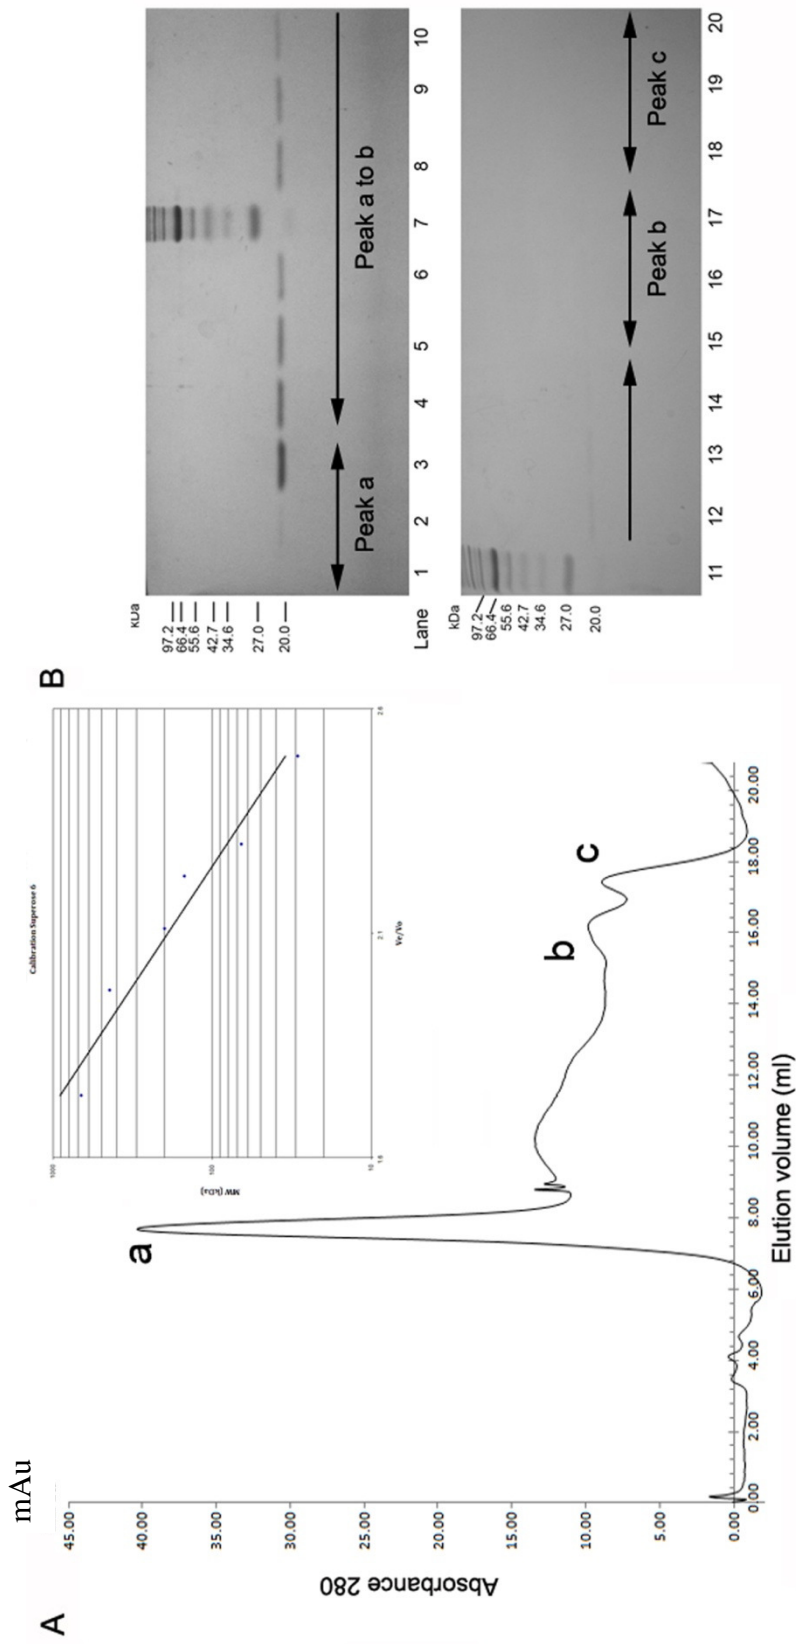 A
mAu
Absorbance 280
45.00
40.00
35.00
30.00
25.00
20.00
15.00
10.00
5.00
0.00
0.00 2.00 4.00 6.00 8.00 10.00 12.00 14.00 16.00 18.00 20.00
Elution volume (ml)
a
b
c
Calibration Superose 6
MW (kDa)
1000
100
10
1.6 2.1 2.6
Ve/Vo
B
kDa
97.2
66.4
55.6
42.7
34.6
27.0
20.0
Peak a
Peak a to b
Lane 1 2 3 4 5 6 7 8 9 10
kDa
97.2
66.4
55.6
42.7
34.6
27.0
20.0
Peak b
Peak c
11 12 13 14 15 16 17 18 19 20